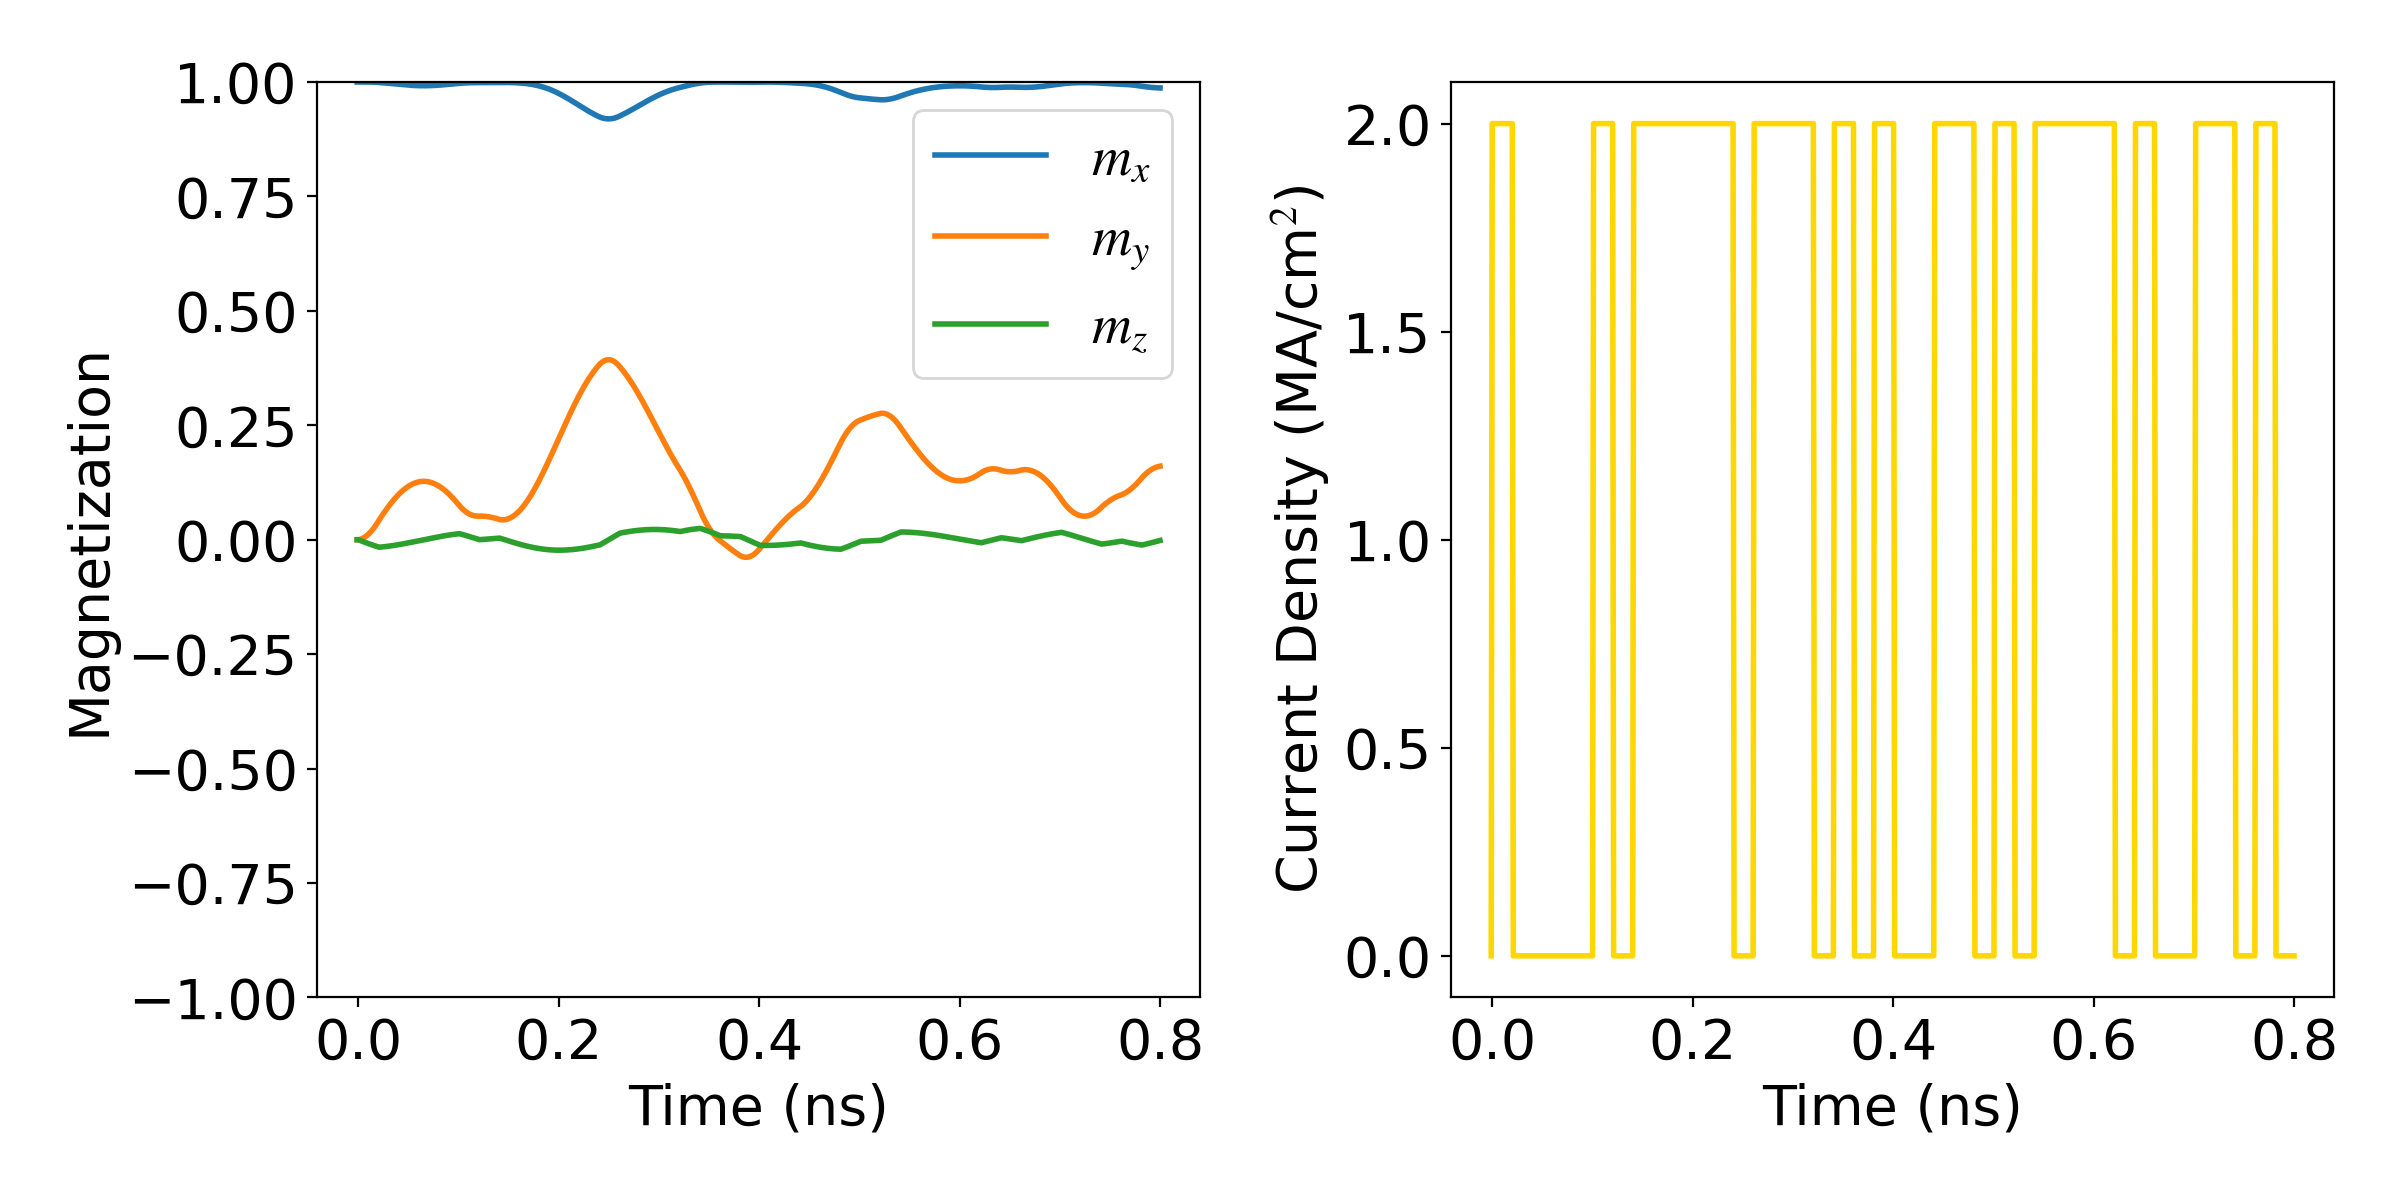 1.00
0.75
0.50
0.25
0.00
−0.25
−0.50
−0.75
−1.00
Magnetization
0.0 0.2 0.4 0.6 0.8
Time (ns)
m_x
m_y
m_z
2.0
1.5
1.0
0.5
0.0
Current Density (MA/cm²)
0.0 0.2 0.4 0.6 0.8
Time (ns)